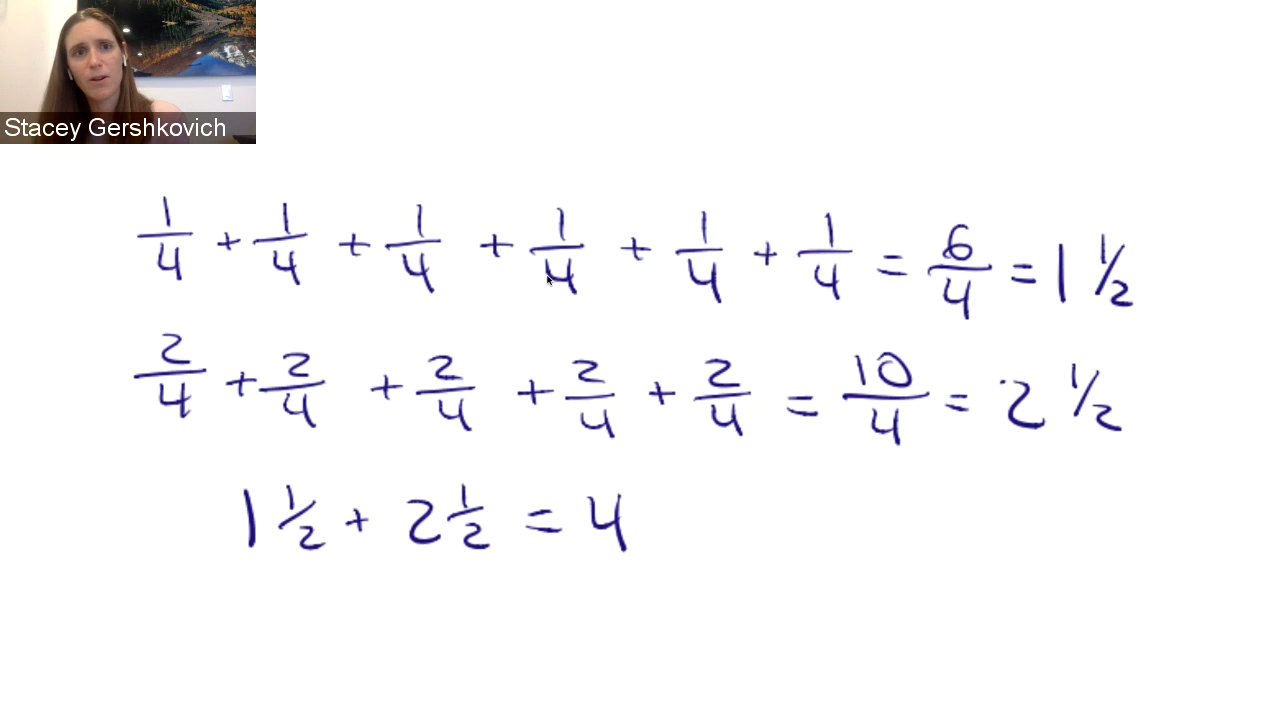 Stacey Gershkovich
1/4 + 1/4 + 1/4 + 1/4 + 1/4 + 1/4 = 6/4 = 1 1/2
2/4 + 2/4 + 2/4 + 2/4 + 2/4 = 10/4 = 2 1/2
1 1/2 + 2 1/2 = 4